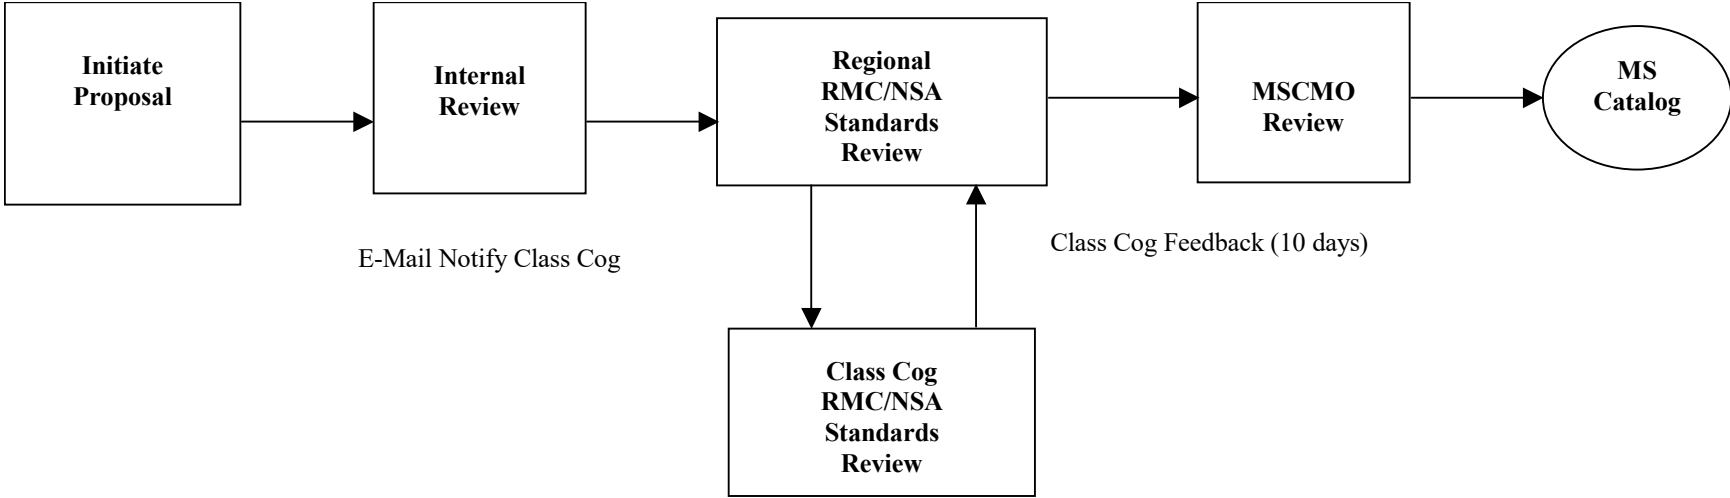 Initiate
Proposal
Internal
Review
Regional
RMC/NSA
Standards
Review
MSCMO
Review
MS
Catalog
E-Mail Notify Class Cog
Class Cog Feedback (10 days)
Class Cog
RMC/NSA
Standards
Review